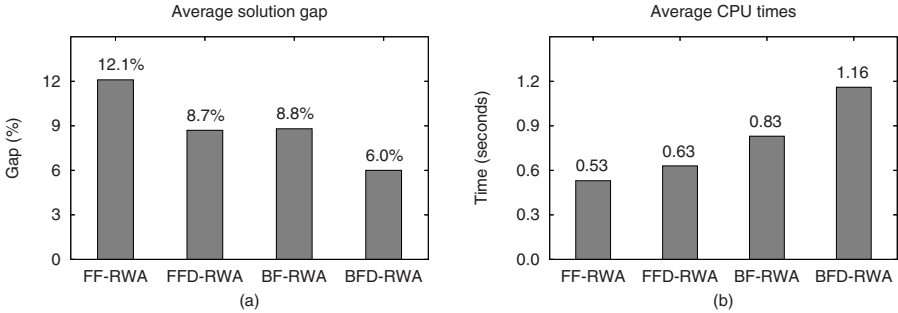 Average solution gap
Gap (%)
12
9
6
3
0
12.1%
8.7%
8.8%
6.0%
FF-RWA FFD-RWA BF-RWA BFD-RWA
(a)
Average CPU times
Time (seconds)
1.2
0.9
0.6
0.3
0.0
0.53
0.63
0.83
1.16
FF-RWA FFD-RWA BF-RWA BFD-RWA
(b)